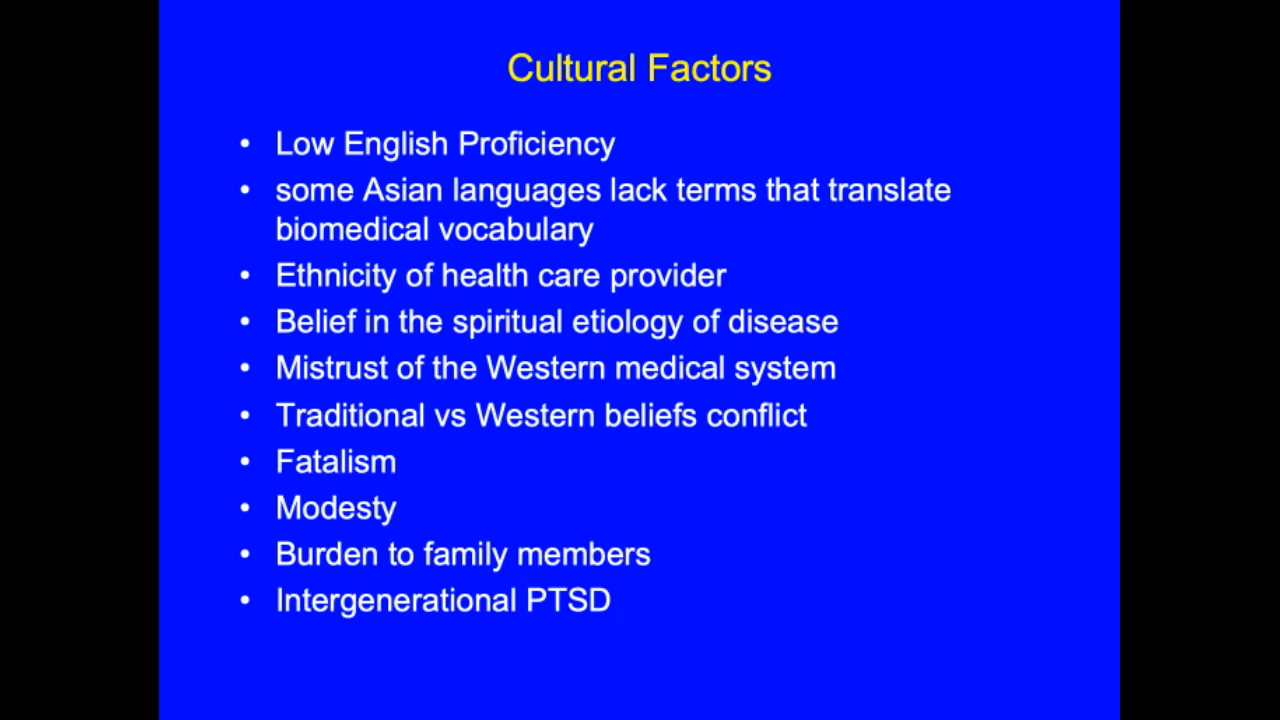 Cultural Factors
• Low English Proficiency
• some Asian languages lack terms that translate
biomedical vocabulary
• Ethnicity of health care provider
• Belief in the spiritual etiology of disease
• Mistrust of the Western medical system
• Traditional vs Western beliefs conflict
• Fatalism
• Modesty
• Burden to family members
• Intergenerational PTSD